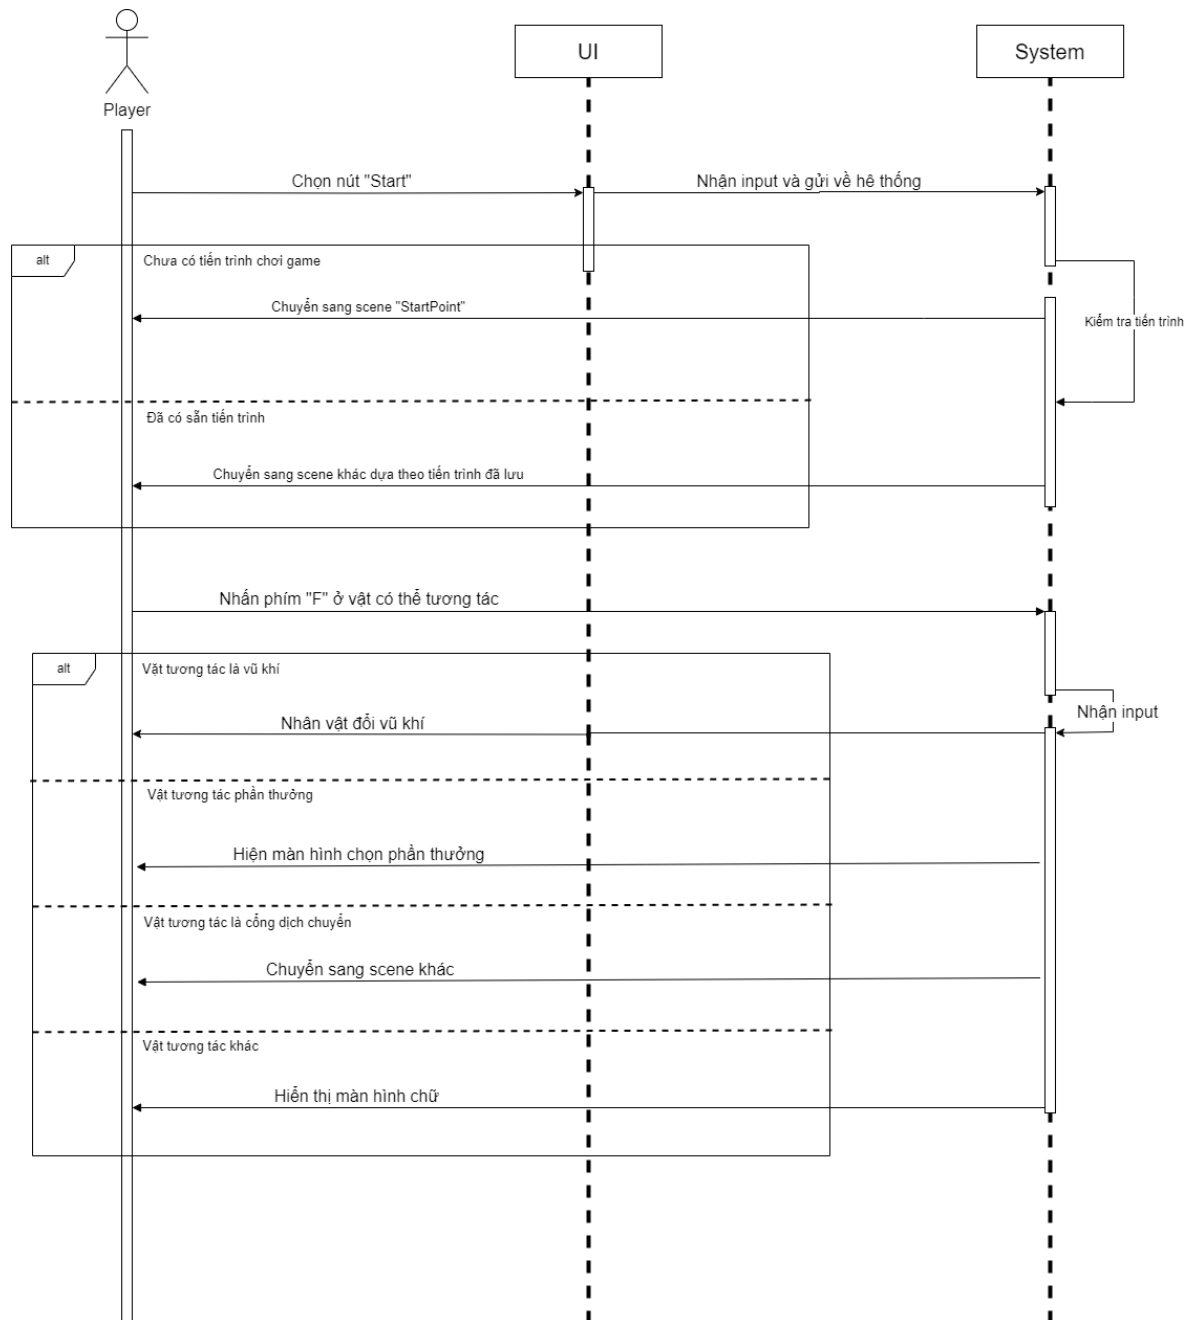 Player
UI
System
Chọn nút "Start"
Nhận input và gửi về hê thống
alt
Chưa có tiến trình chơi game
Chuyển sang scene "StartPoint"
Kiểm tra tiến trình
Đã có sẵn tiến trình
Chuyển sang scene khác dựa theo tiến trình đã lưu
Nhấn phím "F" ở vật có thể tương tác
alt
Vặt tương tác là vũ khí
Nhận input
Nhân vật đổi vũ khí
Vật tương tác phần thưởng
Hiện màn hình chọn phần thưởng
Vật tương tác là cổng dịch chuyển
Chuyển sang scene khác
Vật tương tác khác
Hiển thị màn hình chữ